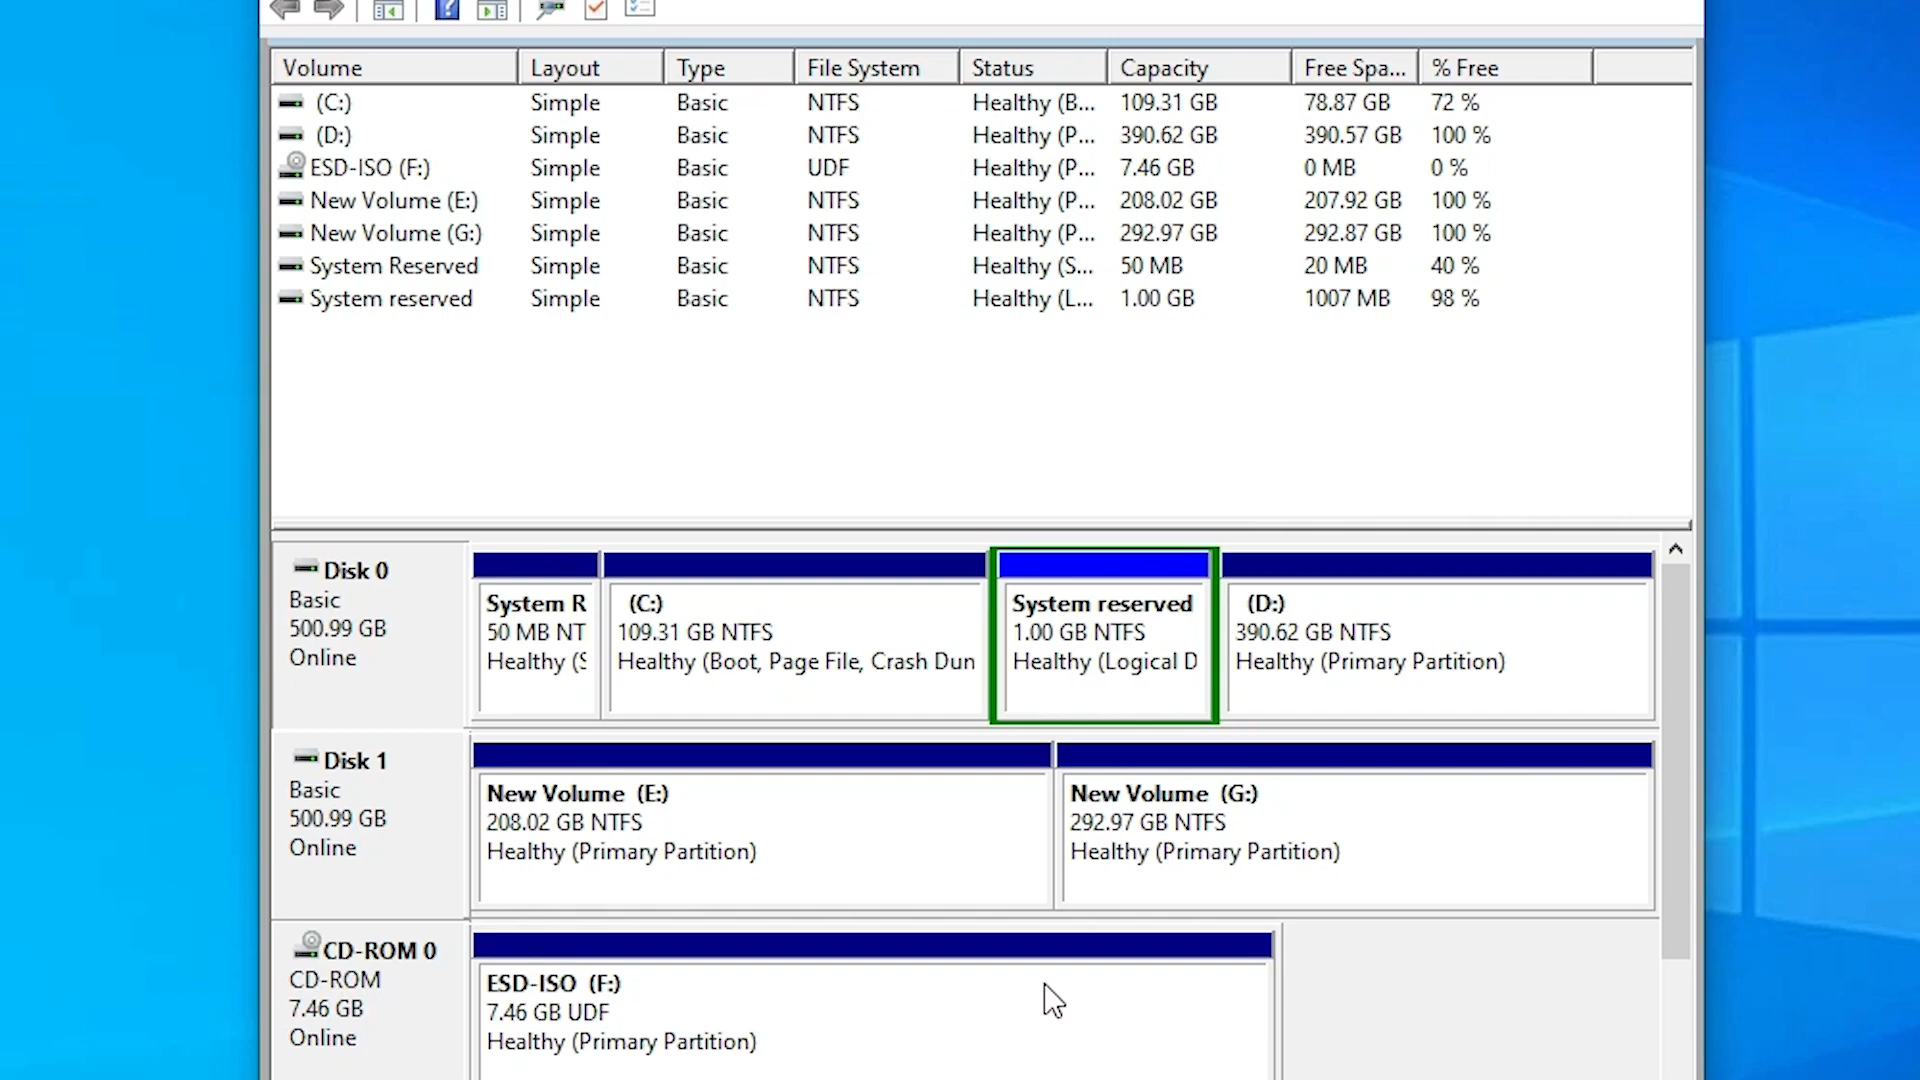 Volume Layout Type File System Status Capacity Free Spa... % Free
(C:) Simple Basic NTFS Healthy (B... 109.31 GB 78.87 GB 72 %
(D:) Simple Basic NTFS Healthy (P... 390.62 GB 390.57 GB 100 %
ESD-ISO (F:) Simple Basic UDF Healthy (P... 7.46 GB 0 MB 0 %
New Volume (E:) Simple Basic NTFS Healthy (P... 208.02 GB 207.92 GB 100 %
New Volume (G:) Simple Basic NTFS Healthy (P... 292.97 GB 292.87 GB 100 %
System Reserved Simple Basic NTFS Healthy (S... 50 MB 20 MB 40 %
System reserved Simple Basic NTFS Healthy (L... 1.00 GB 1007 MB 98 %
Disk 0
Basic
500.99 GB
Online
System R
50 MB NT
Healthy (S
(C:)
109.31 GB NTFS
Healthy (Boot, Page File, Crash Dun
System reserved
1.00 GB NTFS
Healthy (Logical D
(D:)
390.62 GB NTFS
Healthy (Primary Partition)
Disk 1
Basic
500.99 GB
Online
New Volume (E:)
208.02 GB NTFS
Healthy (Primary Partition)
New Volume (G:)
292.97 GB NTFS
Healthy (Primary Partition)
CD-ROM 0
CD-ROM
7.46 GB
Online
ESD-ISO (F:)
7.46 GB UDF
Healthy (Primary Partition)